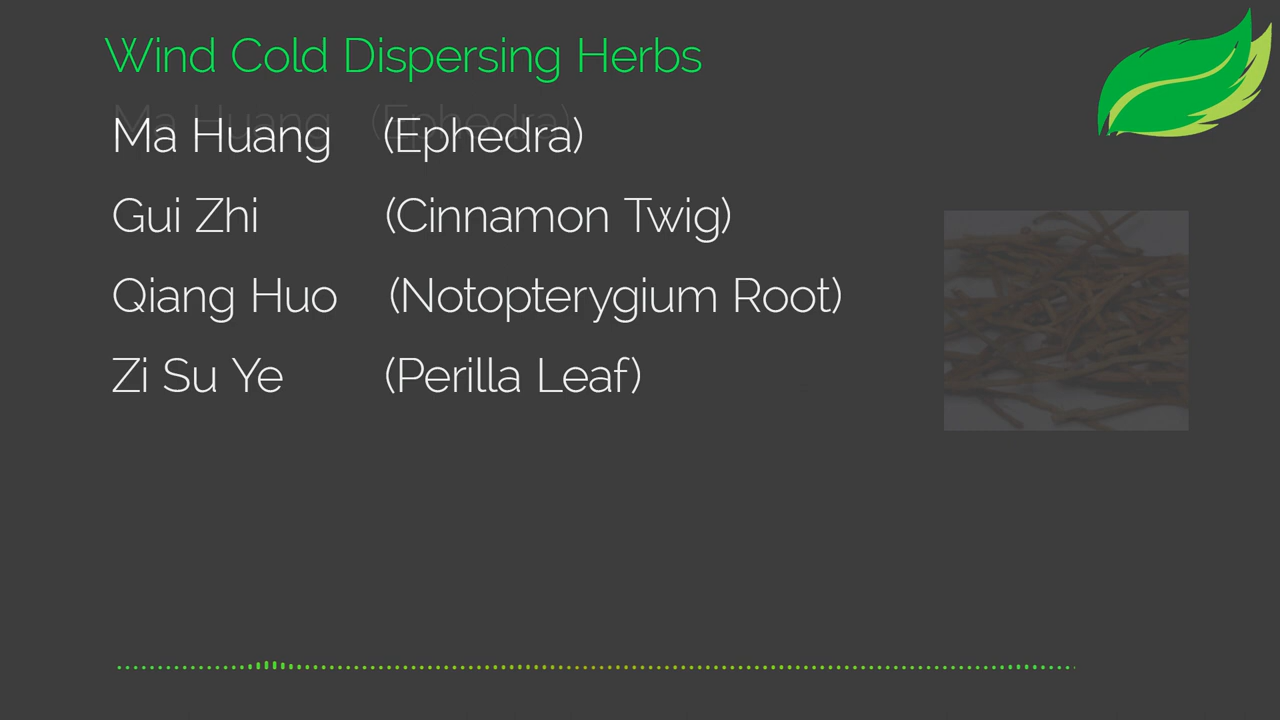 Wind Cold Dispersing Herbs
Ma Huang (Ephedra)
Gui Zhi (Cinnamon Twig)
Qiang Huo (Notopterygium Root)
Zi Su Ye (Perilla Leaf)